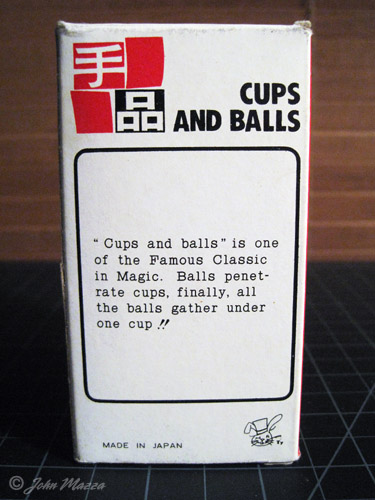 手品
CUPS
AND BALLS
“Cups and balls” is one
of the Famous Classic
in Magic. Balls penet-
rate cups, finally, all
the balls gather under
one cup !!
MADE IN JAPAN
© John Mazza